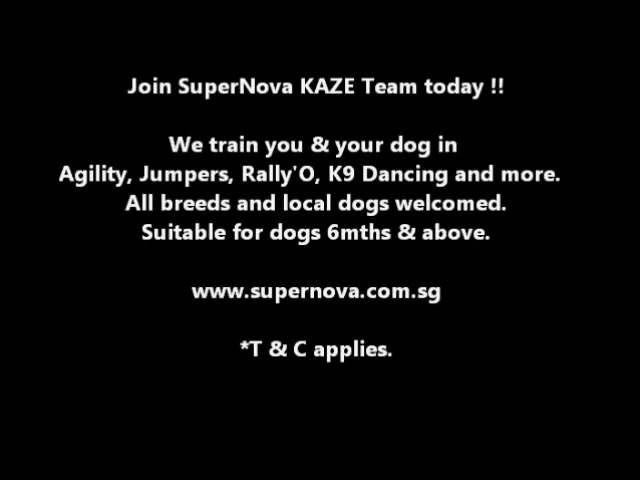 Join SuperNova KAZE Team today !!
We train you & your dog in
Agility, Jumpers, Rally'O, K9 Dancing and more.
All breeds and local dogs welcomed.
Suitable for dogs 6mths & above.
www.supernova.com.sg
*T & C applies.